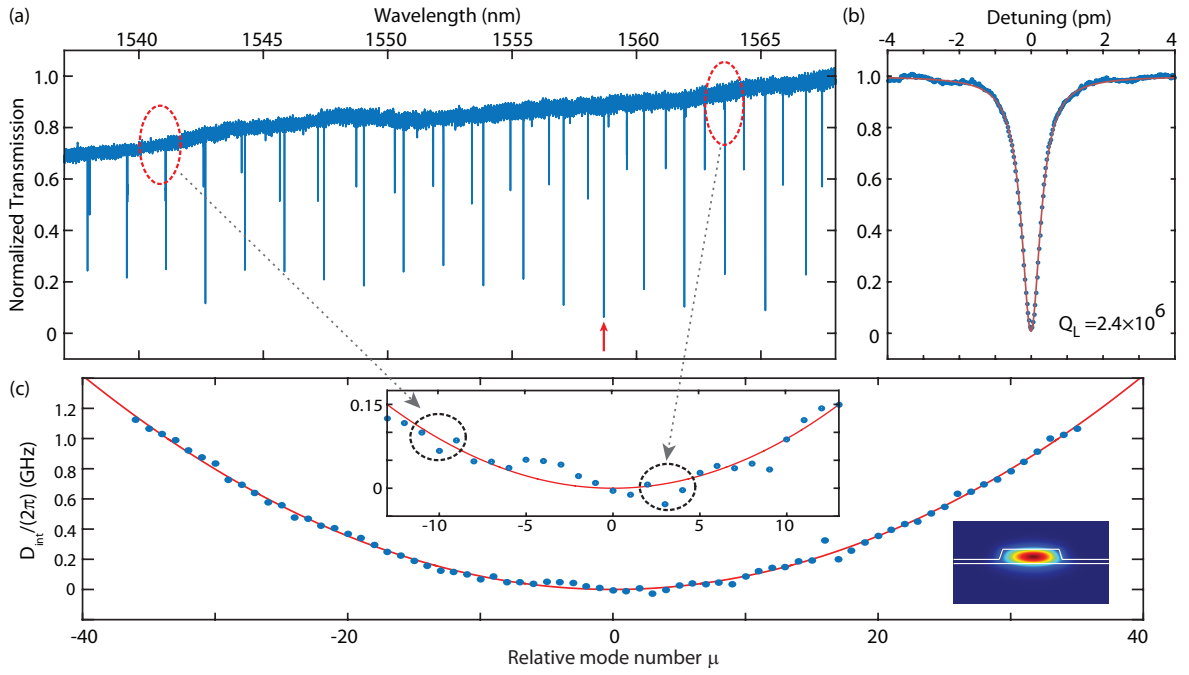 (a)
Wavelength (nm)
1540 1545 1550 1555 1560 1565
Normalized Transmission
1.0
0.8
0.6
0.4
0.2
0
(b)
Detuning (pm)
-4 -2 0 2 4
1.0
0.8
0.6
0.4
0.2
0
Q_L =2.4×10^6
(c)
D_int/(2π) (GHz)
1.2
1.0
0.8
0.6
0.4
0.2
0
0.15
0
-10 -5 0 5 10
-40 -20 0 20 40
Relative mode number μ